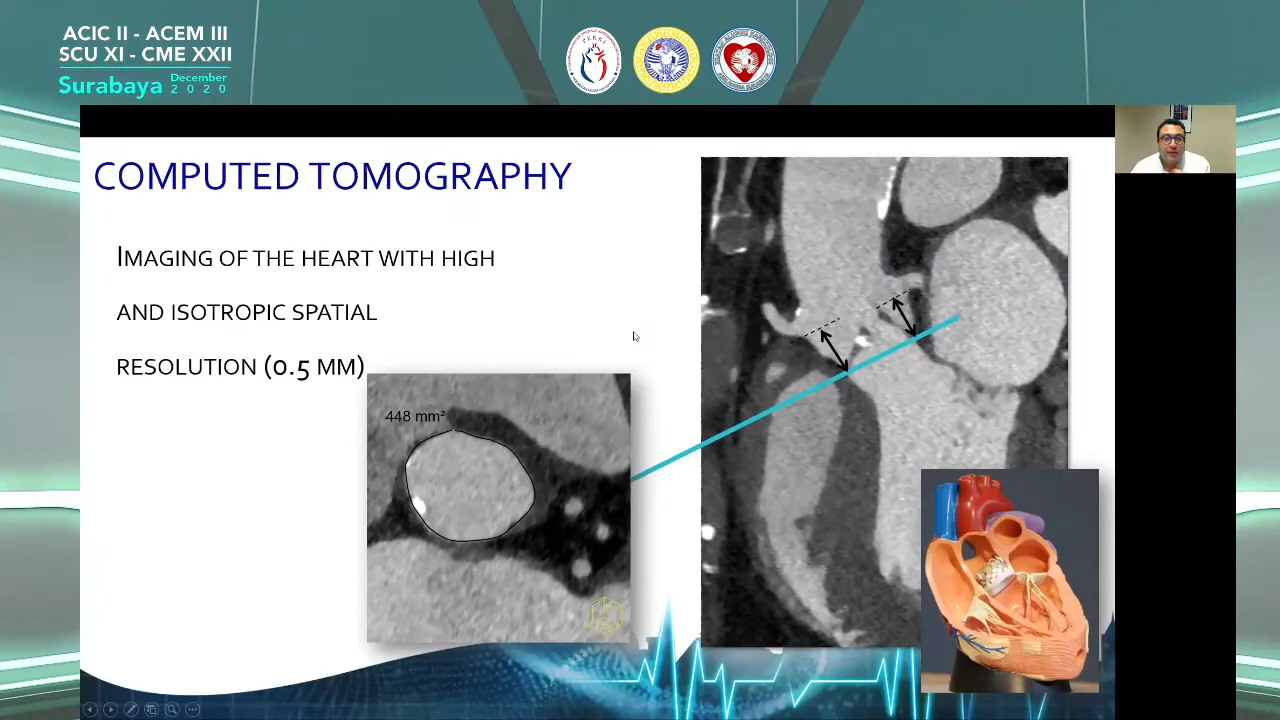 ACIC II - ACEM III
SCU XI - CME XXII
Surabaya December 2020
COMPUTED TOMOGRAPHY
IMAGING OF THE HEART WITH HIGH
AND ISOTROPIC SPATIAL
RESOLUTION (0.5 MM)
448 mm²